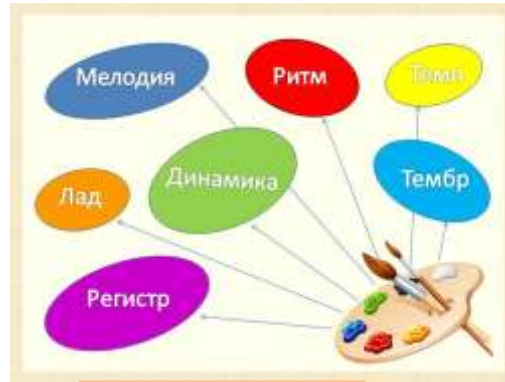 Мелодия
Ритм
Темп
Динамика
Тембр
Лад
Регистр